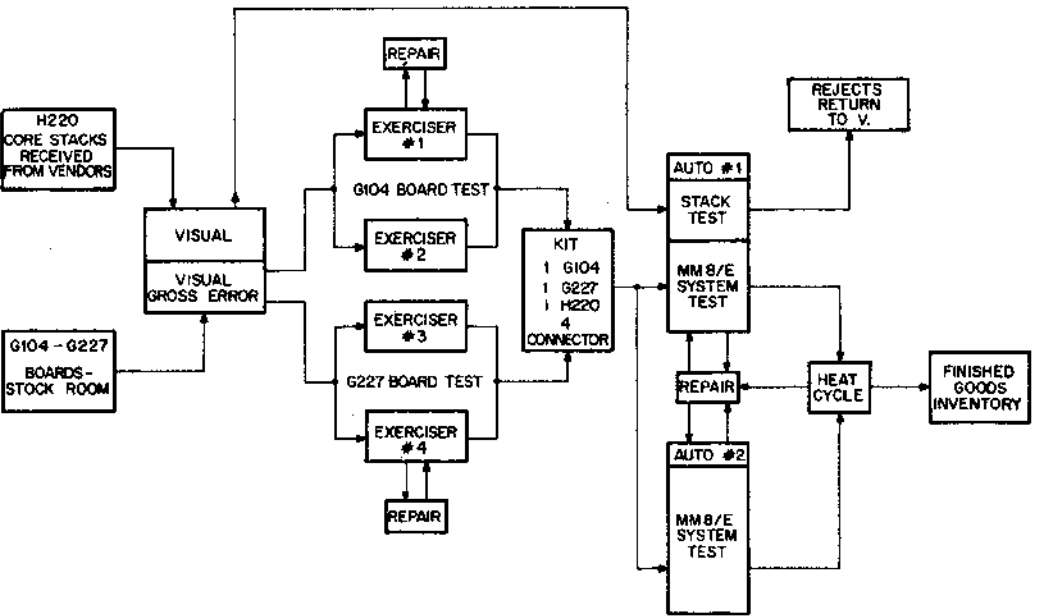 REPAIR
H220
CORE STACKS
RECEIVED
FROM VENDORS
EXERCISER
#1
G104 BOARD TEST
EXERCISER
#2
VISUAL
VISUAL
GROSS ERROR
G104-G227
BOARDS-
STOCK ROOM
EXERCISER
#3
G227 BOARD TEST
EXERCISER
#4
REPAIR
KIT
1 G104
1 G227
1 H220
4
CONNECTOR
REJECTS
RETURN
TO V.
AUTO #1
STACK
TEST
MM8/E
SYSTEM
TEST
REPAIR
AUTO #2
MM8/E
SYSTEM
TEST
HEAT
CYCLE
FINISHED
GOODS
INVENTORY